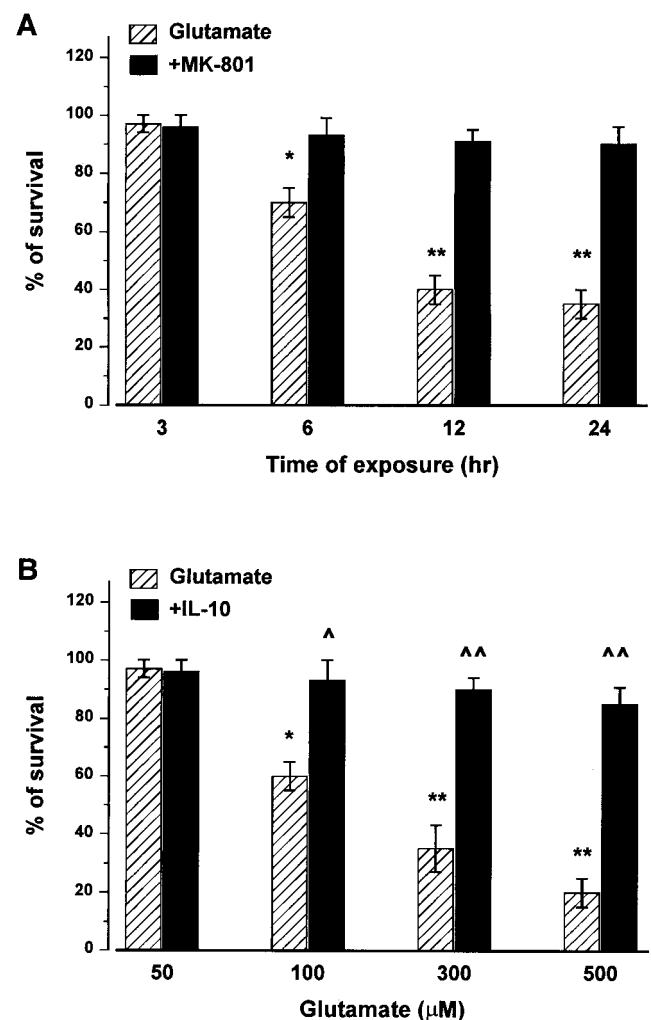 A
Glutamate
+MK-801
120
100
80
60
40
20
0
% of survival
*
**
**
3 6 12 24
Time of exposure (hr)
B
Glutamate
+IL-10
120
100
80
60
40
20
0
% of survival
^
^^
^^
*
**
**
50 100 300 500
Glutamate (μM)